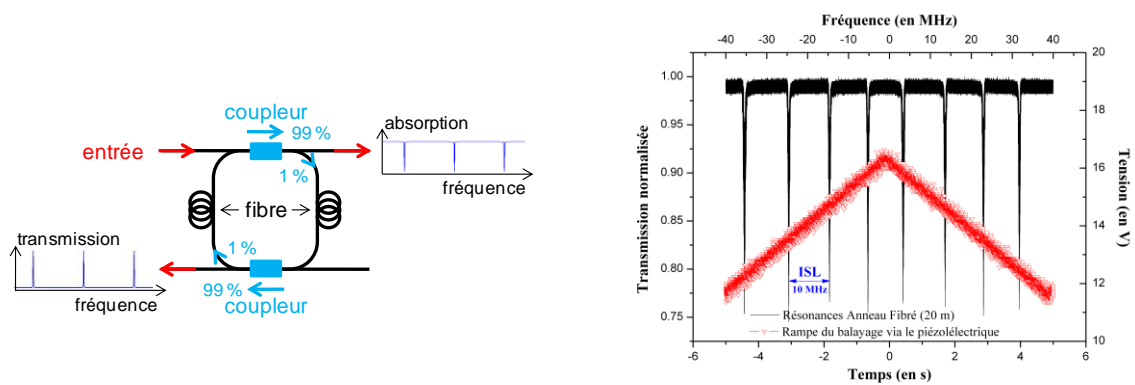 coupleur
99 %
absorption
entrée
1 %
fréquence
fibre
transmission
1 %
fréquence
99 %
coupleur
Fréquence (en MHz)
-40 -30 -20 -10 0 10 20 30 40
1.00
0.95
0.90
0.85
0.80
0.75
Transmission normalisée
20
18
16
14
12
10
Tension (en V)
ISL
10 MHz
Résonances Anneau Fibré (20 m)
Rampe du balayage via le piézolélectrique
-6 -4 -2 0 2 4 6
Temps (en s)